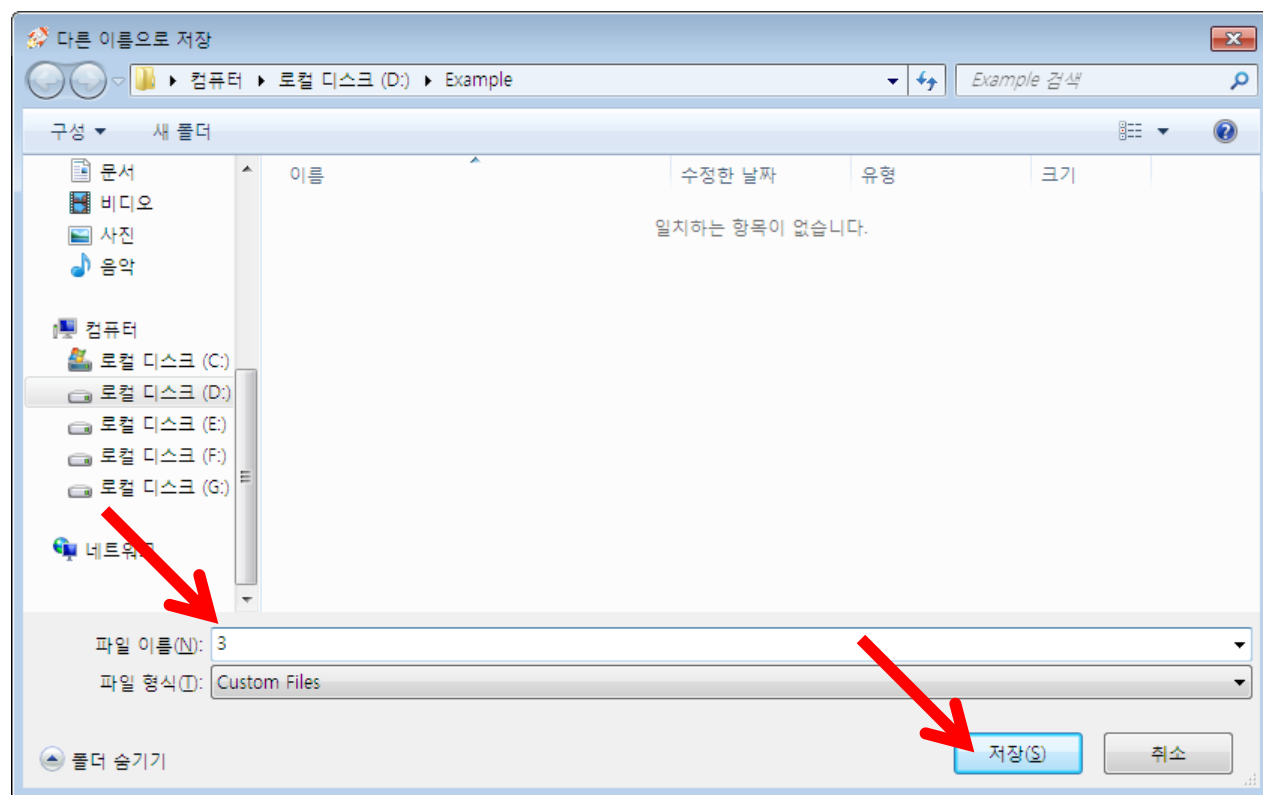 다른 이름으로 저장
컴퓨터 로컬 디스크 (D:) Example
Example 검색
구성 새 폴더
이름 수정한 날짜 유형 크기
일치하는 항목이 없습니다.
문서
비디오
사진
음악
컴퓨터
로컬 디스크 (C:)
로컬 디스크 (D:)
로컬 디스크 (E:)
로컬 디스크 (F:)
로컬 디스크 (G:)
네트워크
파일 이름(N): 3
파일 형식(T): Custom Files
폴더 숨기기
저장(S) 취소